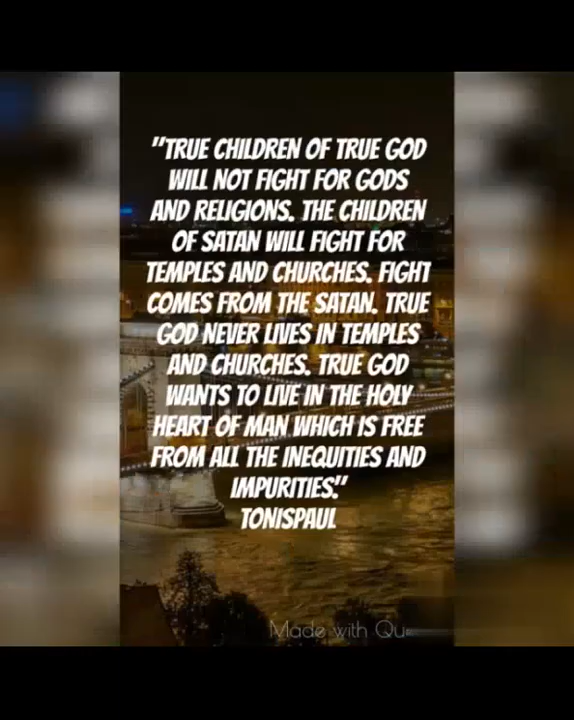 "TRUE CHILDREN OF TRUE GOD
WILL NOT FIGHT FOR GODS
AND RELIGIONS. THE CHILDREN
OF SATAN WILL FIGHT FOR
TEMPLES AND CHURCHES. FIGHT
COMES FROM THE SATAN. TRUE
GOD NEVER LIVES IN TEMPLES
AND CHURCHES. TRUE GOD
WANTS TO LIVE IN THE HOLY
HEART OF MAN WHICH IS FREE
FROM ALL THE INEQUITIES AND
IMPURITIES."
TONISPAUL
Made with Qu